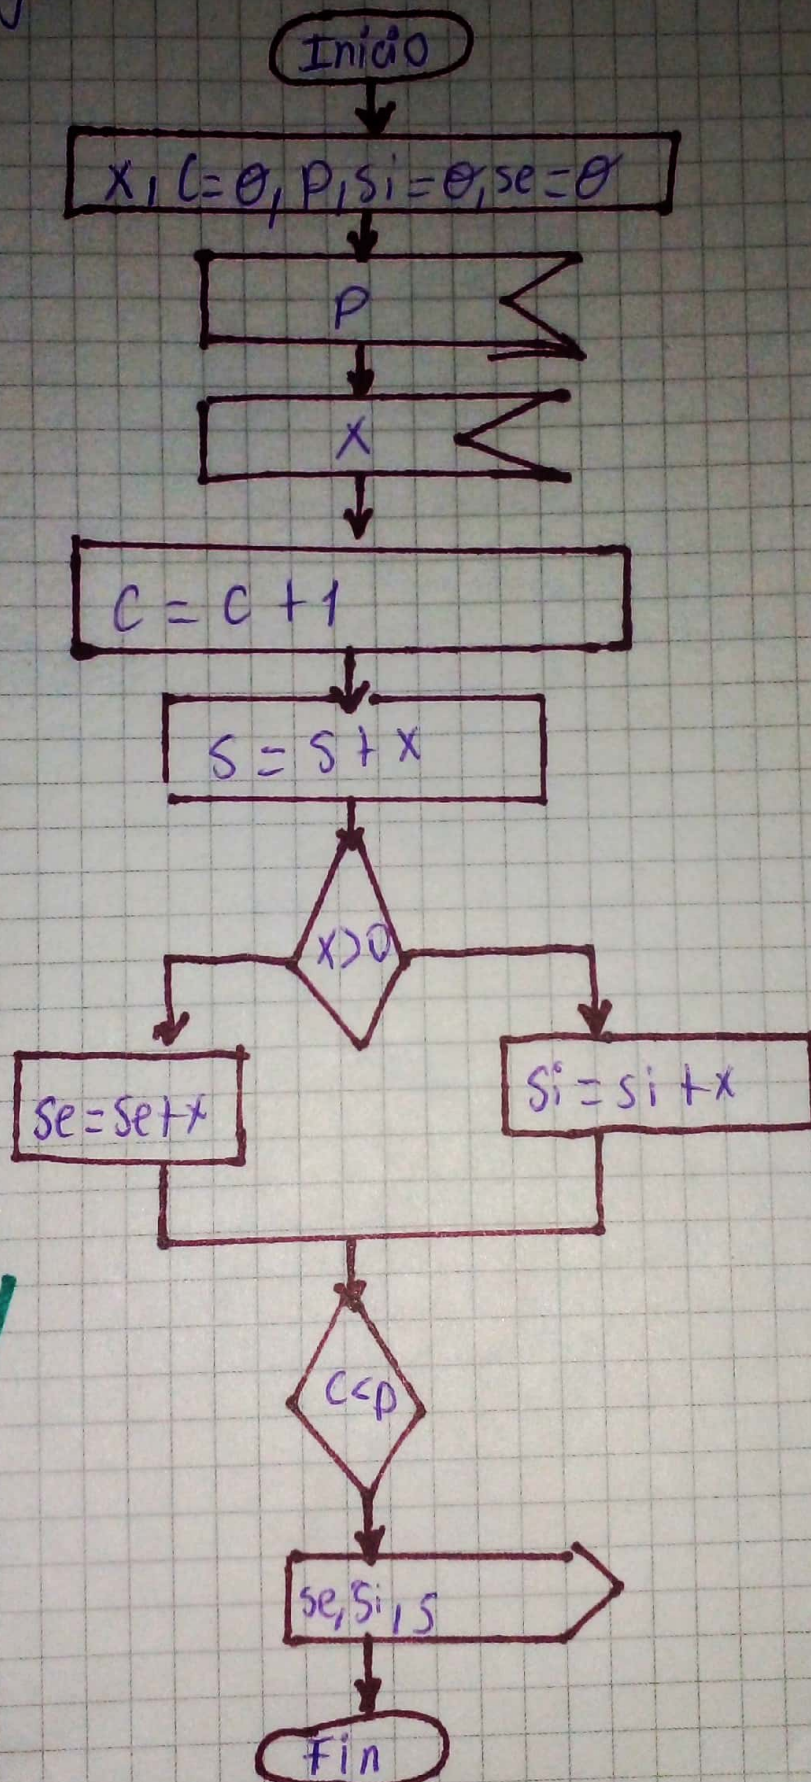 Inicio
x, C=0, p, si=0, se=0
p
x
C = C + 1
S = S + x
x>0
Se=Se+x
Si=si+x
C<p
se, Si, S
Fin